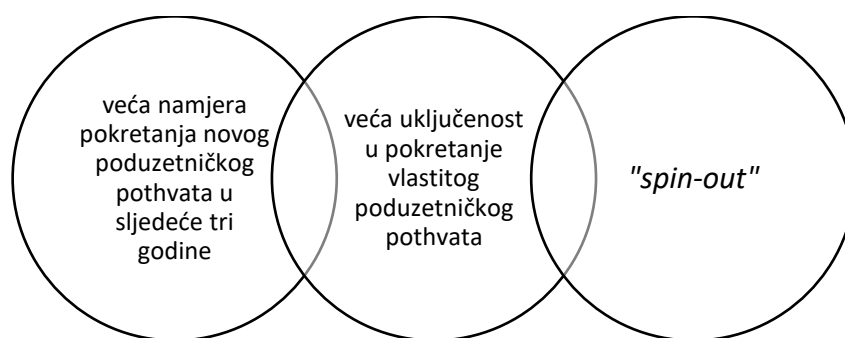 veća namjera
pokretanja novog
poduzetničkog
pothvata u
sljedeće tri
godine
veća uključenost
u pokretanje
vlastitog
poduzetničkog
pothvata
"spin-out"